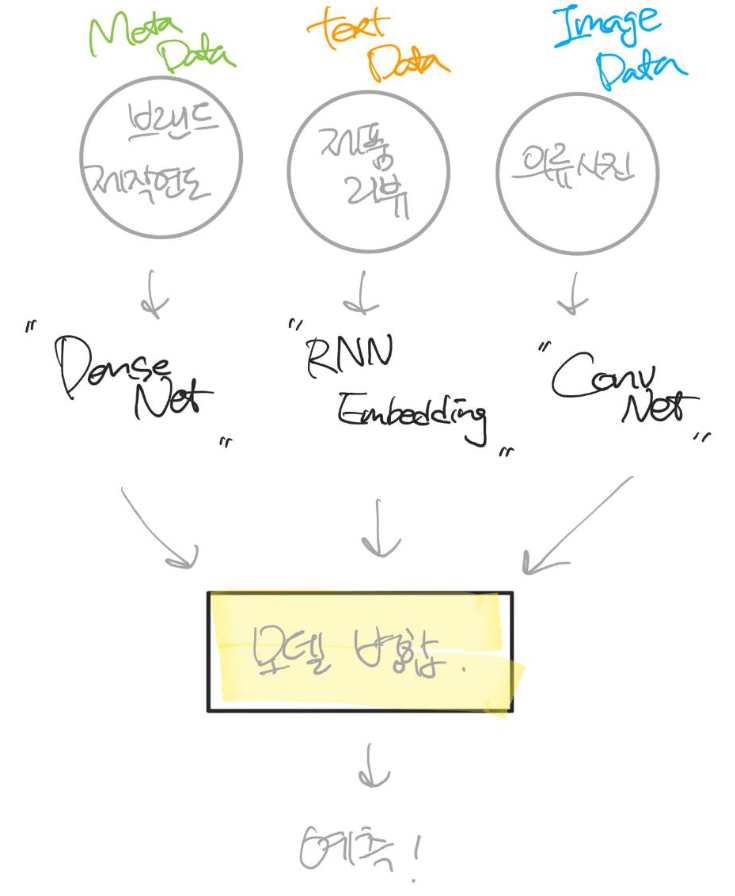 Meta
Data
text
Data
Image
Data
브랜드
제작연도
제품
리뷰
의류사진
"Dense
Net"
"RNN
Embedding"
"Conv
Net"
모델 병합.
예측!